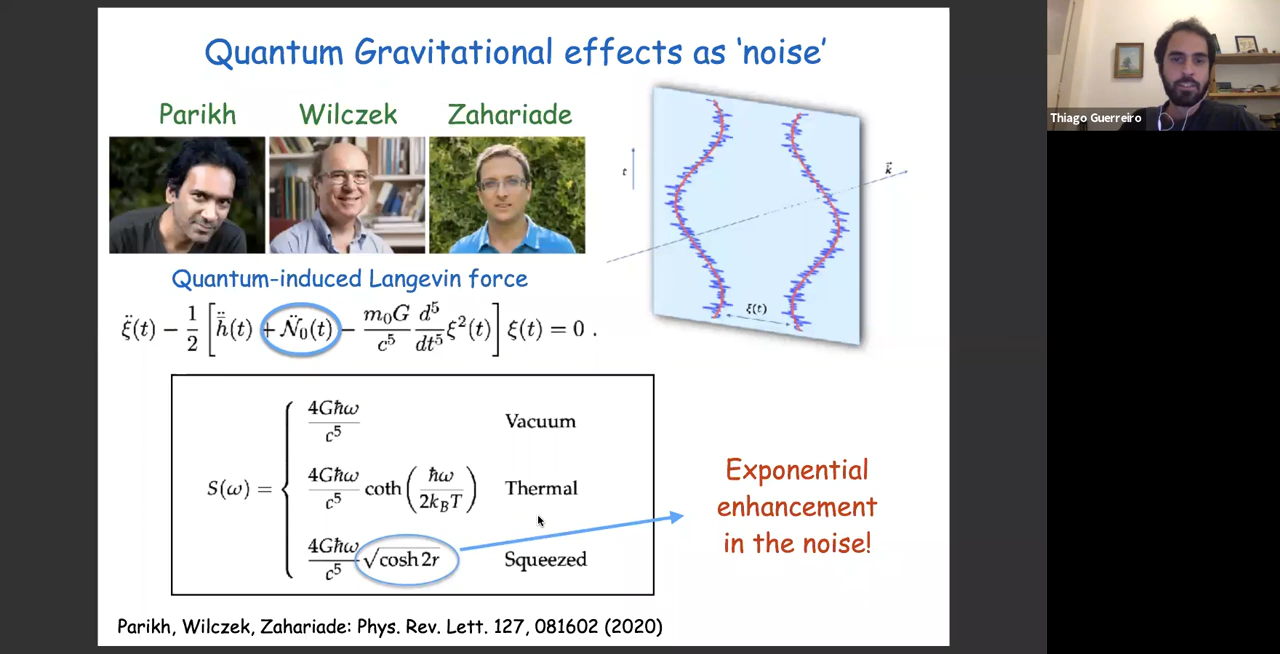 Quantum Gravitational effects as ‘noise’
Parikh Wilczek Zahariade
Thiago Guerreiro
t
k⃗
ξ(t)
Quantum-induced Langevin force
ξ̈(t) − 1/2 [ḧ̄(t) + N̈₀(t) − m₀G/c⁵ d⁵/dt⁵ ξ²(t)] ξ(t) = 0 .
S(ω) = {
4Għω/c⁵ Vacuum
4Għω/c⁵ coth(ħω/2k_BT) Thermal
4Għω/c⁵ √cosh 2r Squeezed
Exponential
enhancement
in the noise!
Parikh, Wilczek, Zahariade: Phys. Rev. Lett. 127, 081602 (2020)